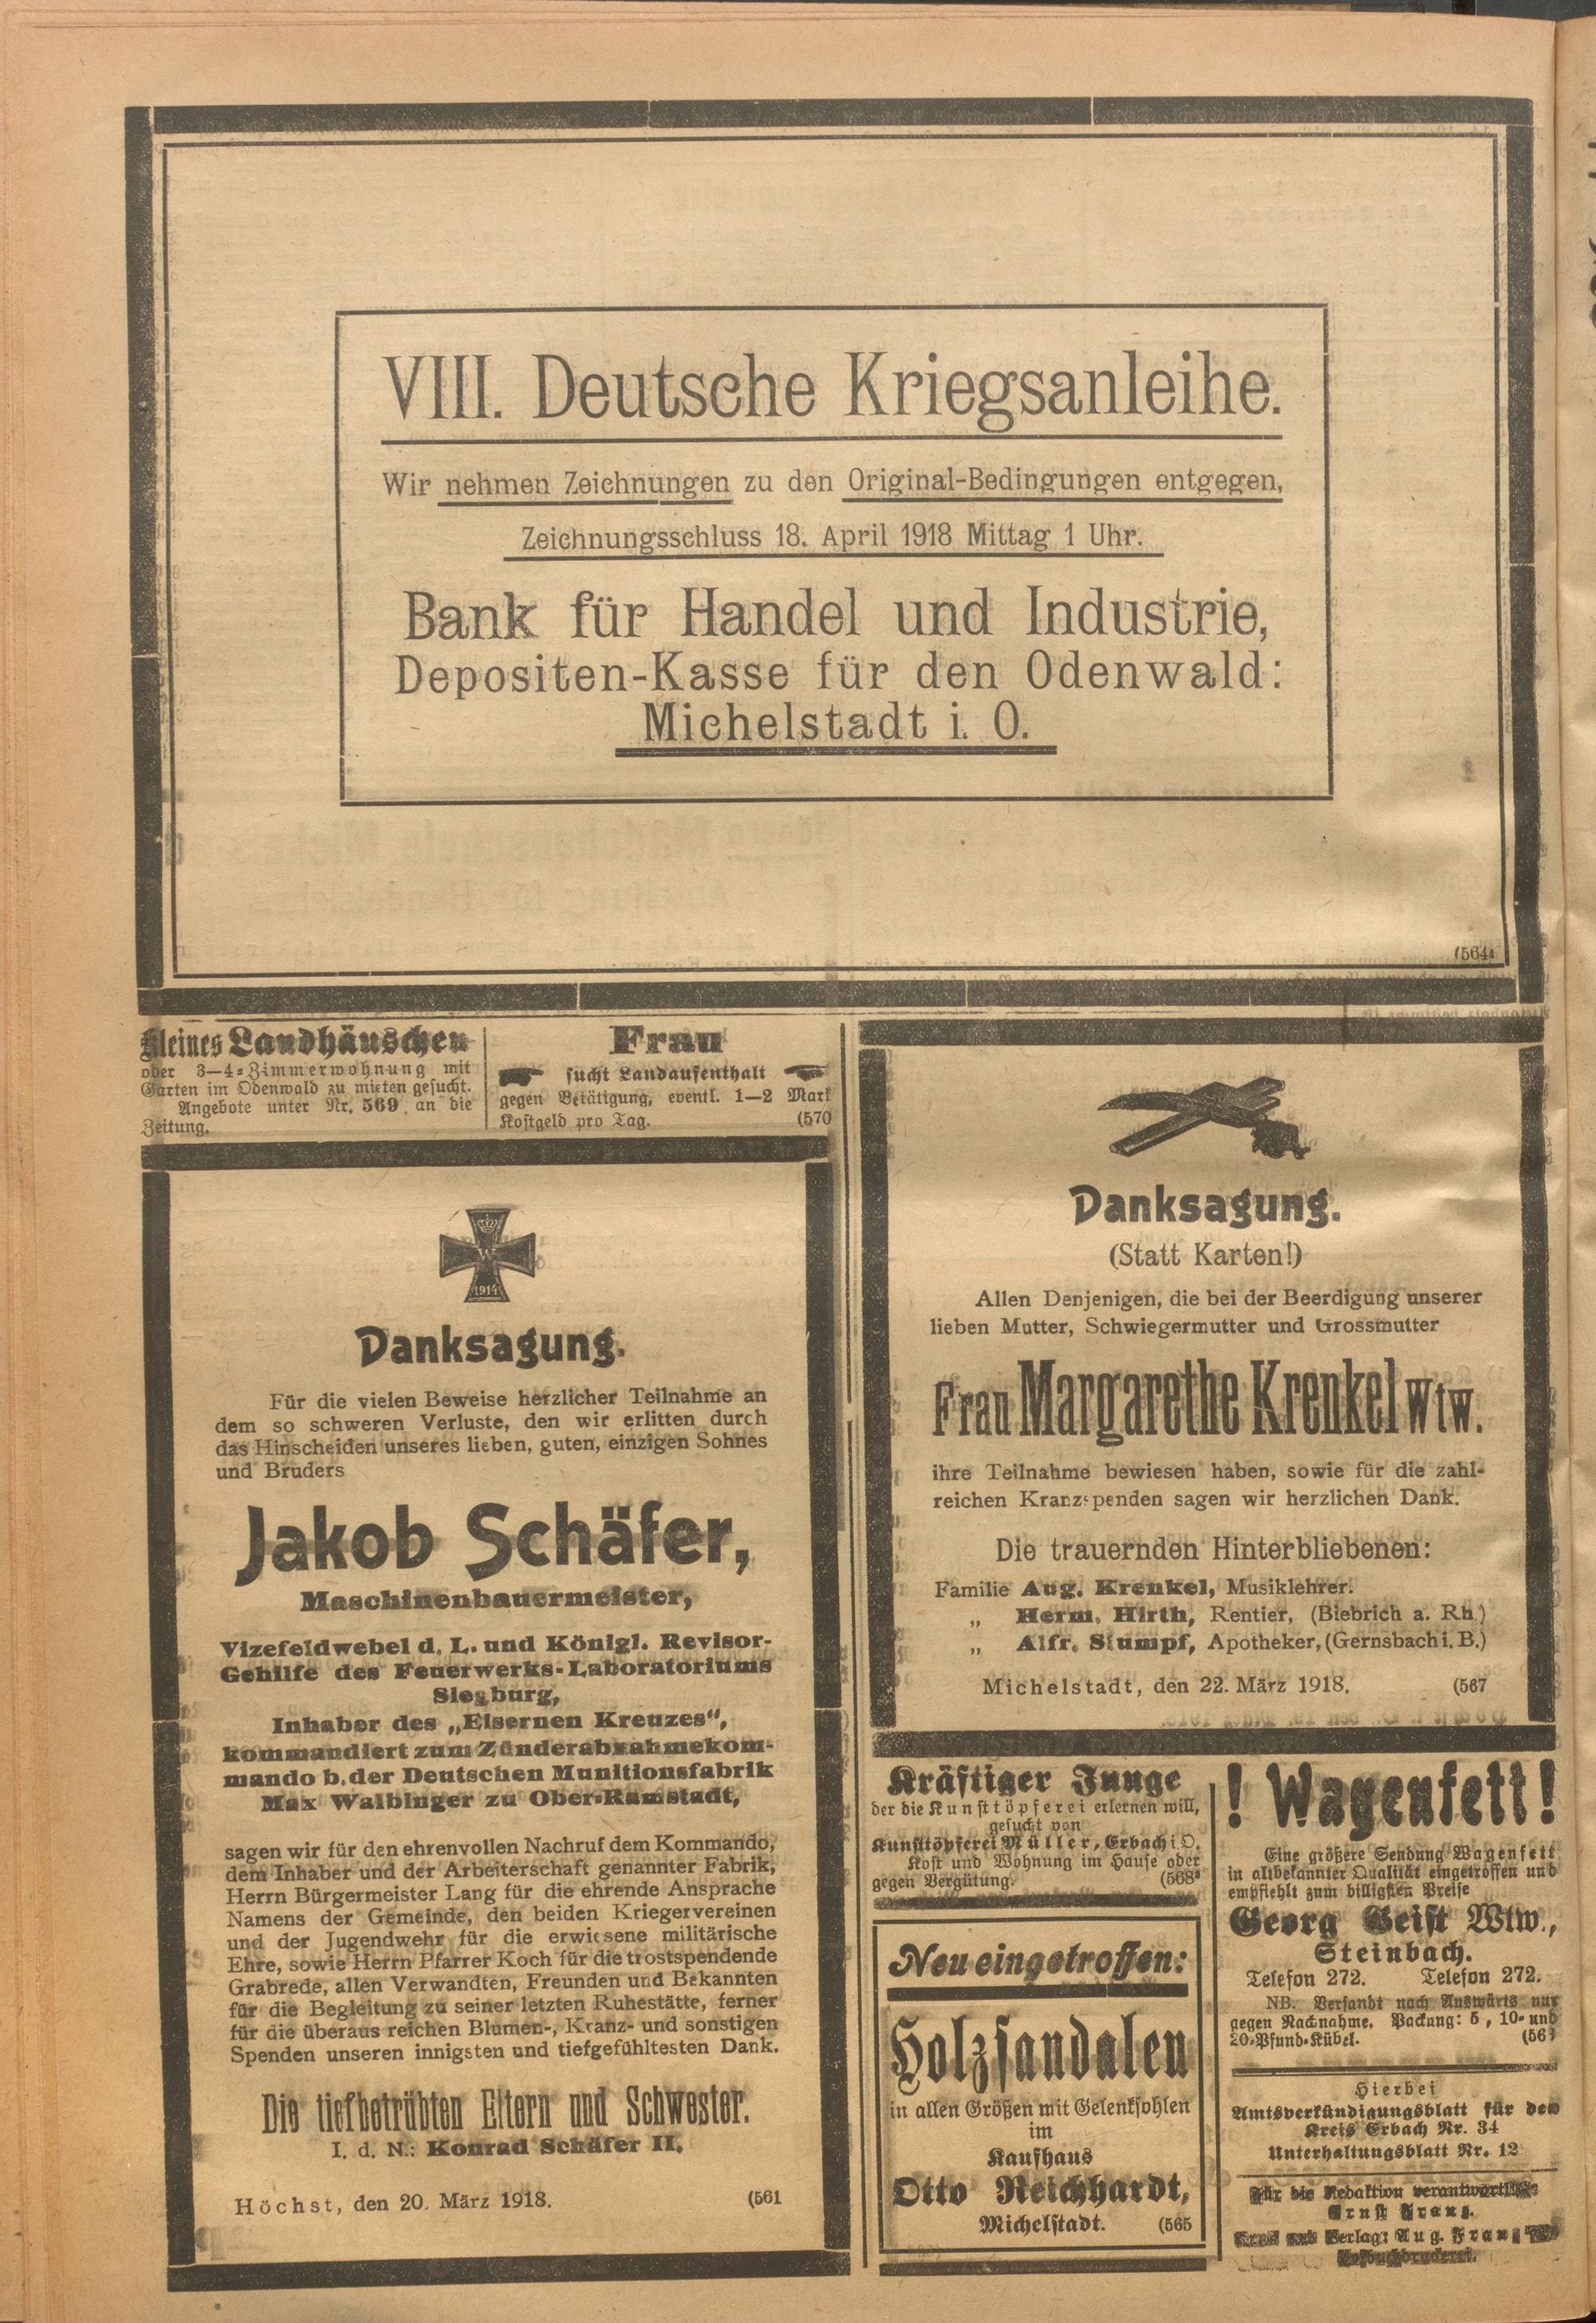 VIII. Deutsche Kriegsanleihe.
Wir nehmen Zeichnungen zu den Original-Bedingungen entgegen,
Zeichnungsschluss 18. April 1918 Mittag 1 Uhr.
Bank für Handel und Industrie,
Depositen-Kasse für den Odenwald:
Michelstadt i. O.
(564
Kleines Landhäuschen
oder 3—4-Zimmerwohnung mit
Garten im Odenwald zu mieten gesucht.
Angebote unter Nr. 569 an die
Zeitung.
Frau
sucht Landaufenthalt
gegen Betätigung, eventl. 1—2 Mark
Kostgeld pro Tag. (570
W
1914
Danksagung.
Für die vielen Beweise herzlicher Teilnahme an
dem so schweren Verluste, den wir erlitten durch
das Hinscheiden unseres lieben, guten, einzigen Sohnes
und Bruders
Jakob Schäfer,
Maschinenbauermeister,
Vizefeldwebel d. L. und Königl. Revisor-
Gehilfe des Feuerwerks-Laboratoriums
Siegburg,
Inhaber des „Eisernen Kreuzes“,
kommandiert zum Zünderabnahmekom-
mando b. der Deutschen Munitionsfabrik
Max Walbinger zu Ober-Ramstadt,
sagen wir für den ehrenvollen Nachruf dem Kommando,
dem Inhaber und der Arbeiterschaft genannter Fabrik,
Herrn Bürgermeister Lang für die ehrende Ansprache
Namens der Gemeinde, den beiden Kriegervereinen
und der Jugendwehr für die erwiesene militärische
Ehre, sowie Herrn Pfarrer Koch für die trostspendende
Grabrede, allen Verwandten, Freunden und Bekannten
für die Begleitung zu seiner letzten Ruhestätte, ferner
für die überaus reichen Blumen-, Kranz- und sonstigen
Spenden unseren innigsten und tiefgefühltesten Dank.
Die tiefbetrübten Eltern und Schwester.
I. d. N.: Konrad Schäfer II,
Höchst, den 20. März 1918. (561
Danksagung.
(Statt Karten!)
Allen Denjenigen, die bei der Beerdigung unserer
lieben Mutter, Schwiegermutter und Grossmutter
Frau Margarethe Krenkel Wtw.
ihre Teilnahme bewiesen haben, sowie für die zahl-
reichen Kranzspenden sagen wir herzlichen Dank.
Die trauernden Hinterbliebenen:
Familie Aug. Krenkel, Musiklehrer.
„ Herm. Hirth, Rentier, (Biebrich a. Rh.)
„ Alfr. Stumpf, Apotheker, (Gernsbach i. B.)
Michelstadt, den 22. März 1918. (567
Kräftiger Junge
der die Kunsttöpferei erlernen will,
gesucht von
Kunsttöpferei Müller, Erbach i O.
Kost und Wohnung im Hause oder
gegen Vergütung. (568
Neu eingetroffen:
Holzsandalen
in allen Größen mit Gelenksohlen
im
Kaufhaus
Otto Reichhardt,
Michelstadt. (565
! Wagenfett!
Eine größere Sendung Wagenfett
in altbekannter Qualität eingetroffen und
empfiehlt zum billigsten Preise
Georg Geist Wtw.,
Steinbach.
Telefon 272. Telefon 272.
NB. Versandt nach Auswärts nur
gegen Nachnahme. Packung: 5, 10- und
20-Pfund-Kübel.
Hierbei
Amtsverkündigungsblatt für den
Kreis Erbach Nr. 34
Unterhaltungsblatt Nr. 12
Für die Redaktion verantwortlich:
Ernst Franz.
Verlag: Aug. Franz
Hofbuchdruckerei.